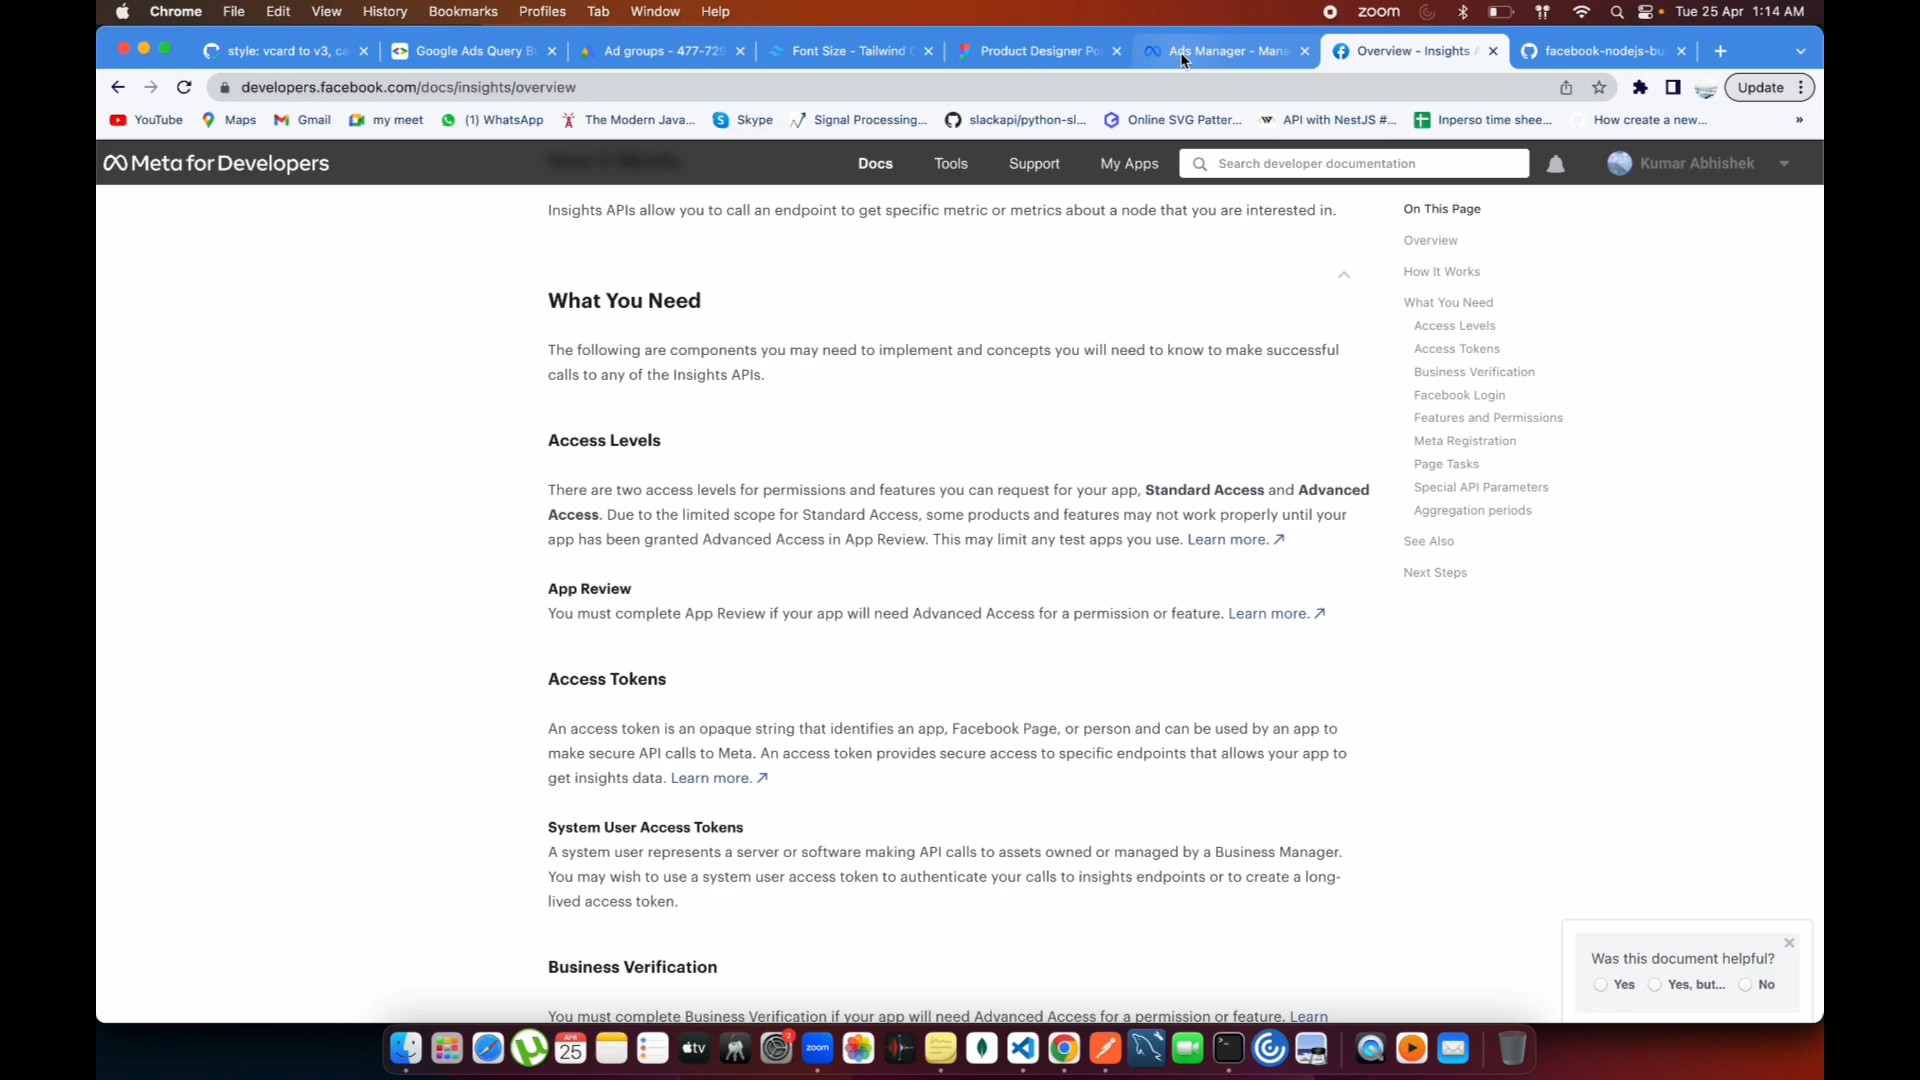 Chrome File Edit View History Bookmarks Profiles Tab Window Help zoom Tue 25 Apr 1:14 AM
style: vcard to v3, ca Google Ads Query B Ad groups - 477-729 Font Size - Tailwind Product Designer Po Ads Manager - Mana Overview - Insights A facebook-nodejs-bu
developers.facebook.com/docs/insights/overview Update
YouTube Maps Gmail my meet (1) WhatsApp The Modern Java... Skype Signal Processing... slackapi/python-sl... Online SVG Patter... API with NestJS #... Inperso time shee... How create a new... »
Meta for Developers How It Works Docs Tools Support My Apps Search developer documentation Kumar Abhishek
Insights APIs allow you to call an endpoint to get specific metric or metrics about a node that you are interested in.
What You Need
The following are components you may need to implement and concepts you will need to know to make successful
calls to any of the Insights APIs.
Access Levels
There are two access levels for permissions and features you can request for your app, Standard Access and Advanced
Access. Due to the limited scope for Standard Access, some products and features may not work properly until your
app has been granted Advanced Access in App Review. This may limit any test apps you use. Learn more.
App Review
You must complete App Review if your app will need Advanced Access for a permission or feature. Learn more.
Access Tokens
An access token is an opaque string that identifies an app, Facebook Page, or person and can be used by an app to
make secure API calls to Meta. An access token provides secure access to specific endpoints that allows your app to
get insights data. Learn more.
System User Access Tokens
A system user represents a server or software making API calls to assets owned or managed by a Business Manager.
You may wish to use a system user access token to authenticate your calls to insights endpoints or to create a long-
lived access token.
Business Verification
You must complete Business Verification if your app will need Advanced Access for a permission or feature. Learn
On This Page
Overview
How It Works
What You Need
Access Levels
Access Tokens
Business Verification
Facebook Login
Features and Permissions
Meta Registration
Page Tasks
Special API Parameters
Aggregation periods
See Also
Next Steps
Was this document helpful?
Yes Yes, but... No
APR
25
tv
2
zoom